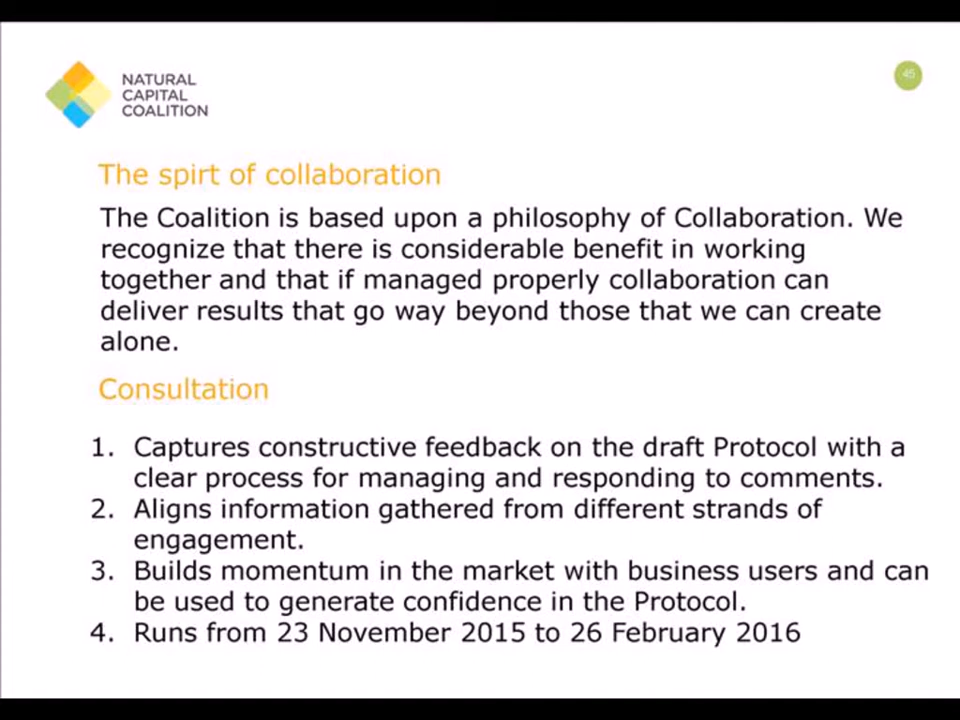 NATURAL
CAPITAL
COALITION
45
The spirt of collaboration
The Coalition is based upon a philosophy of Collaboration. We
recognize that there is considerable benefit in working
together and that if managed properly collaboration can
deliver results that go way beyond those that we can create
alone.
Consultation
1. Captures constructive feedback on the draft Protocol with a
clear process for managing and responding to comments.
2. Aligns information gathered from different strands of
engagement.
3. Builds momentum in the market with business users and can
be used to generate confidence in the Protocol.
4. Runs from 23 November 2015 to 26 February 2016